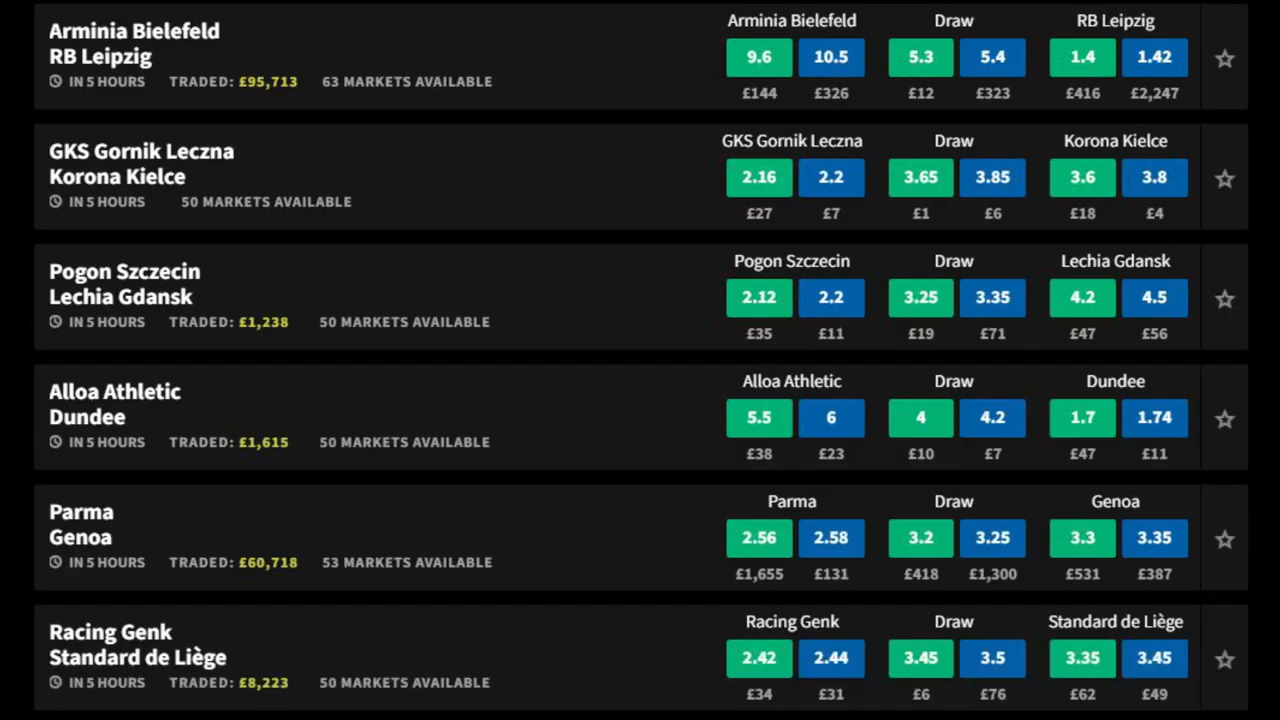 Arminia Bielefeld Draw RB Leipzig
Arminia Bielefeld
RB Leipzig
9.6 10.5 5.3 5.4 1.4 1.42
IN 5 HOURS TRADED: £95,713 63 MARKETS AVAILABLE
£144 £326 £12 £323 £416 £2,247
GKS Gornik Leczna Draw Korona Kielce
GKS Gornik Leczna
Korona Kielce
2.16 2.2 3.65 3.85 3.6 3.8
IN 5 HOURS 50 MARKETS AVAILABLE
£27 £7 £1 £6 £18 £4
Pogon Szczecin Draw Lechia Gdansk
Pogon Szczecin
Lechia Gdansk
2.12 2.2 3.25 3.35 4.2 4.5
IN 5 HOURS TRADED: £1,238 50 MARKETS AVAILABLE
£35 £11 £19 £71 £47 £56
Alloa Athletic Draw Dundee
Alloa Athletic
Dundee
5.5 6 4 4.2 1.7 1.74
IN 5 HOURS TRADED: £1,615 50 MARKETS AVAILABLE
£38 £23 £10 £7 £47 £11
Parma Draw Genoa
Parma
Genoa
2.56 2.58 3.2 3.25 3.3 3.35
IN 5 HOURS TRADED: £60,718 53 MARKETS AVAILABLE
£1,655 £131 £418 £1,300 £531 £387
Racing Genk Draw Standard de Liège
Racing Genk
Standard de Liège
2.42 2.44 3.45 3.5 3.35 3.45
IN 5 HOURS TRADED: £8,223 50 MARKETS AVAILABLE
£34 £31 £6 £76 £62 £49